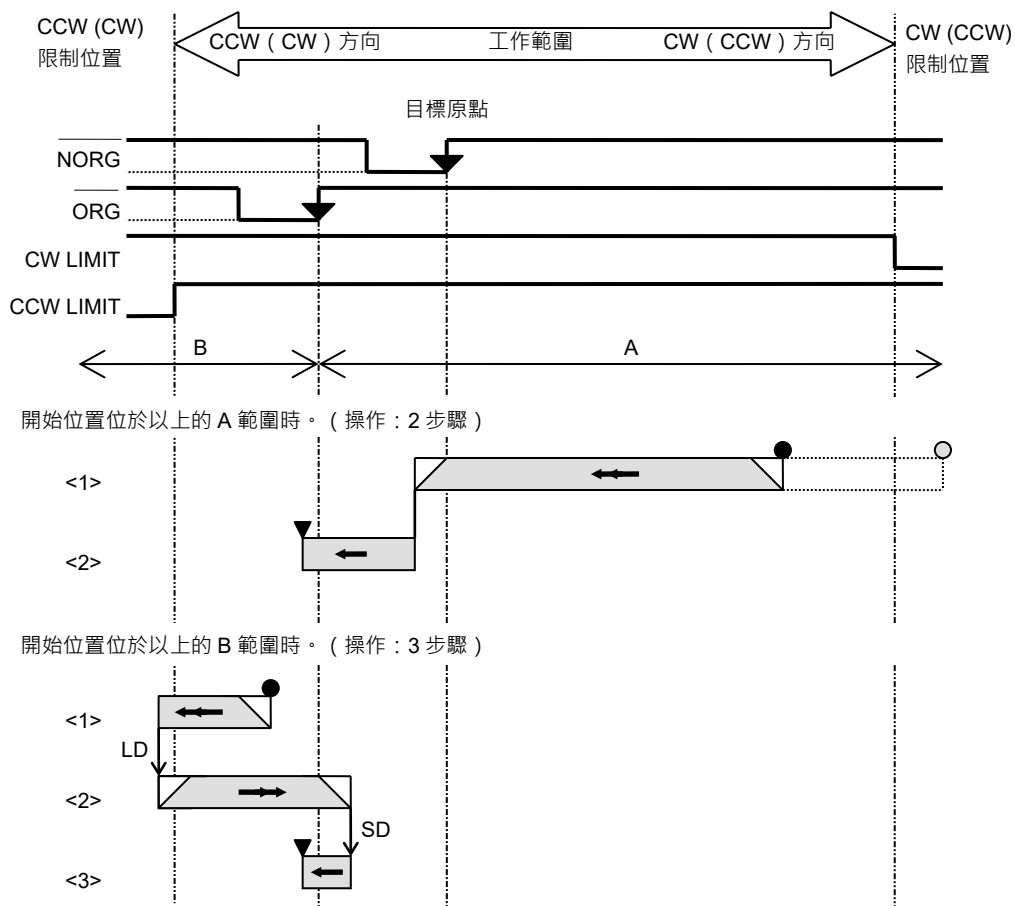 CCW (CW)
限制位置
CCW（CW）方向
工作範圍
CW（CCW）方向
CW (CCW)
限制位置
目標原點
NORG
ORG
CW LIMIT
CCW LIMIT
B
A
開始位置位於以上的 A 範圍時。（操作：2 步驟）
<1>
<2>
開始位置位於以上的 B 範圍時。（操作：3 步驟）
<1>
LD
<2>
SD
<3>